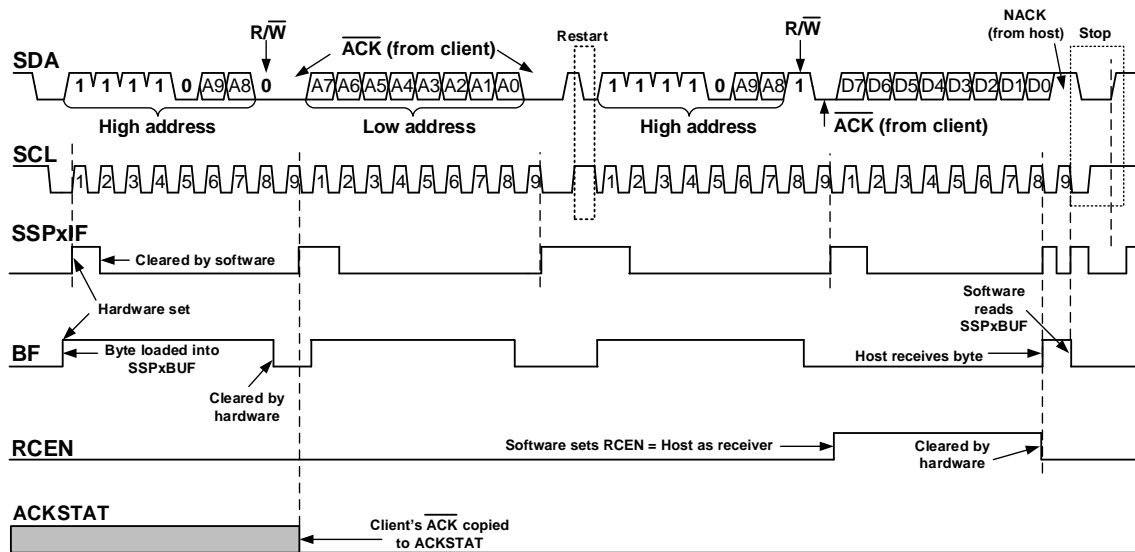 R/W
ACK (from client)
Restart
R/W
NACK
(from host)
Stop
SDA
1 1 1 1 0 A9 A8 0 A7 A6 A5 A4 A3 A2 A1 A0 1 1 1 1 0 A9 A8 1 D7 D6 D5 D4 D3 D2 D1 D0
High address
Low address
High address
ACK (from client)
SCL
1 2 3 4 5 6 7 8 9 1 2 3 4 5 6 7 8 9 1 2 3 4 5 6 7 8 9 1 2 3 4 5 6 7 8 9
SSPxIF
Cleared by software
Hardware set
Software
reads
SSPxBUF
BF
Byte loaded into
SSPxBUF
Cleared by
hardware
Host receives byte
RCEN
Software sets RCEN = Host as receiver
Cleared by
hardware
ACKSTAT
Client's ACK copied
to ACKSTAT